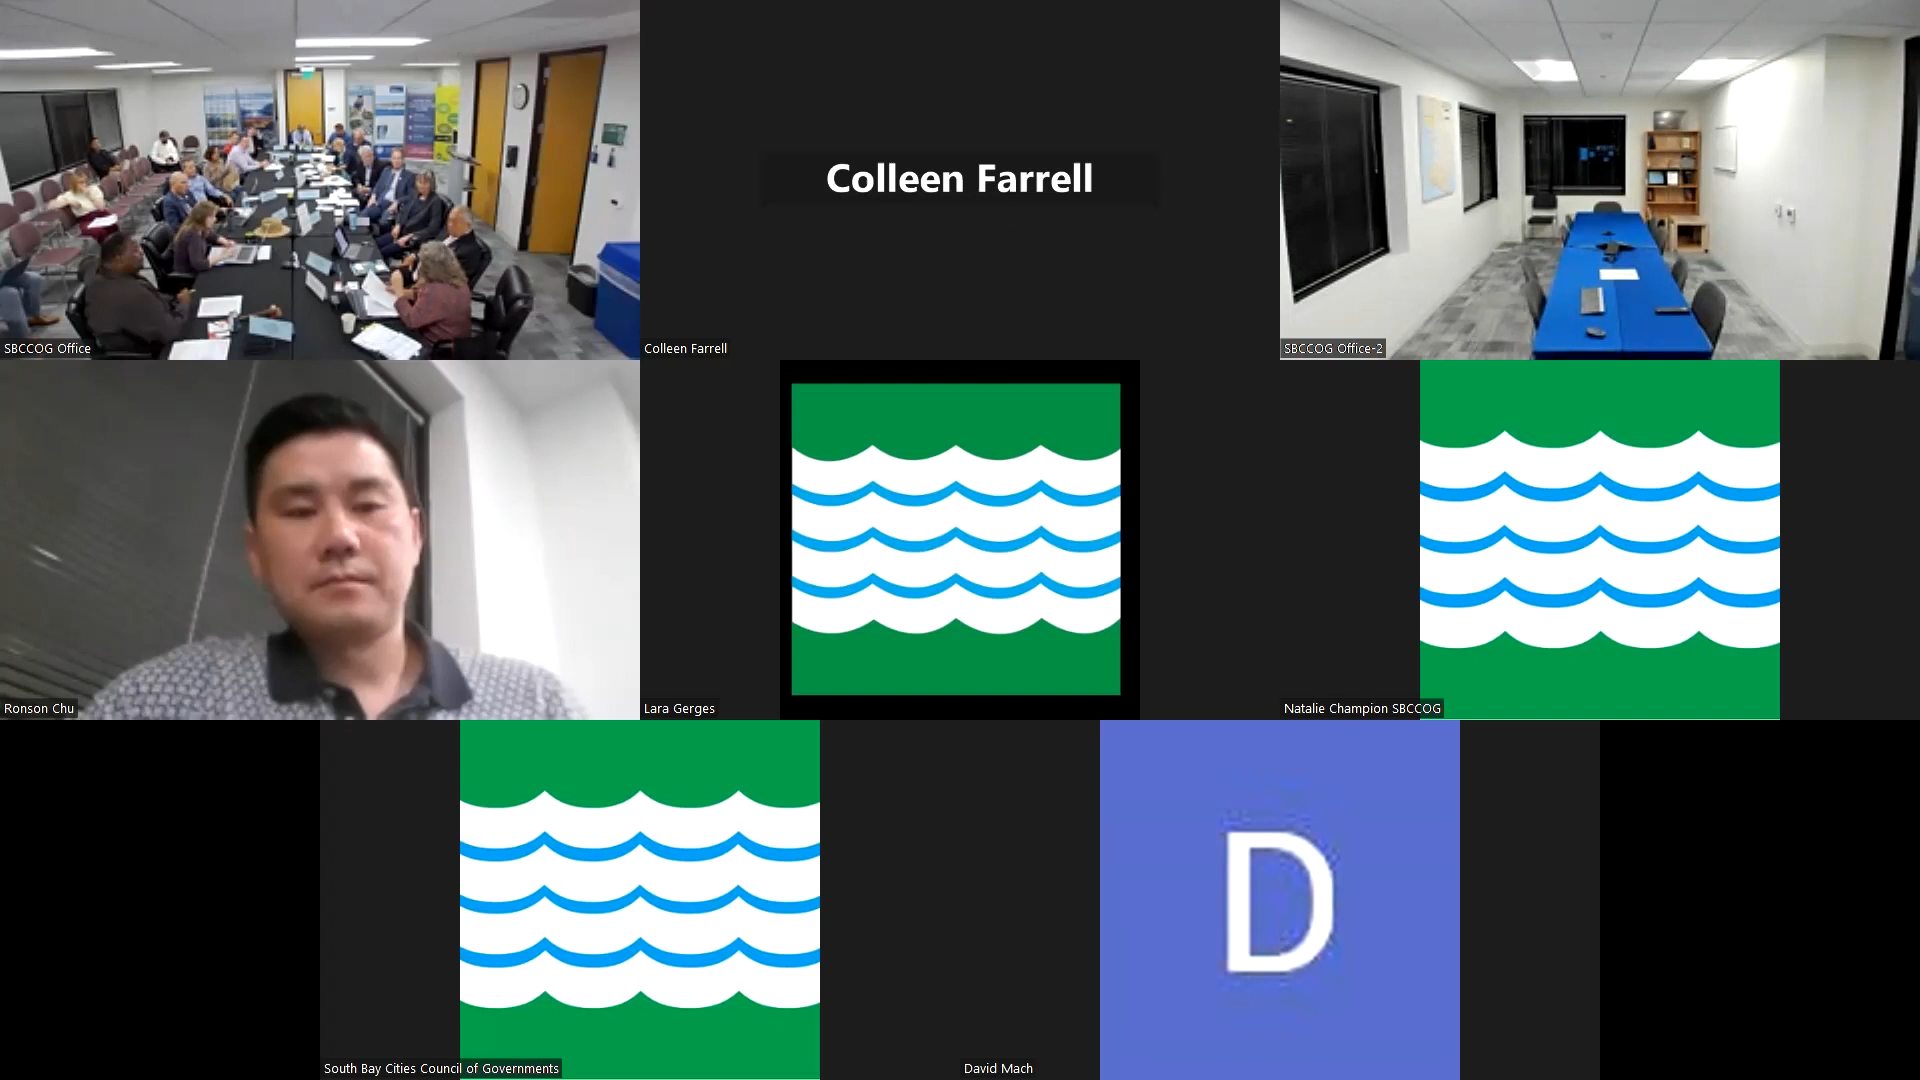 Colleen Farrell
SBCCOG Office
Colleen Farrell
SBCCOG Office-2
Ronson Chu
Lara Gerges
Natalie Champion SBCCOG
D
South Bay Cities Council of Governments
David Mach